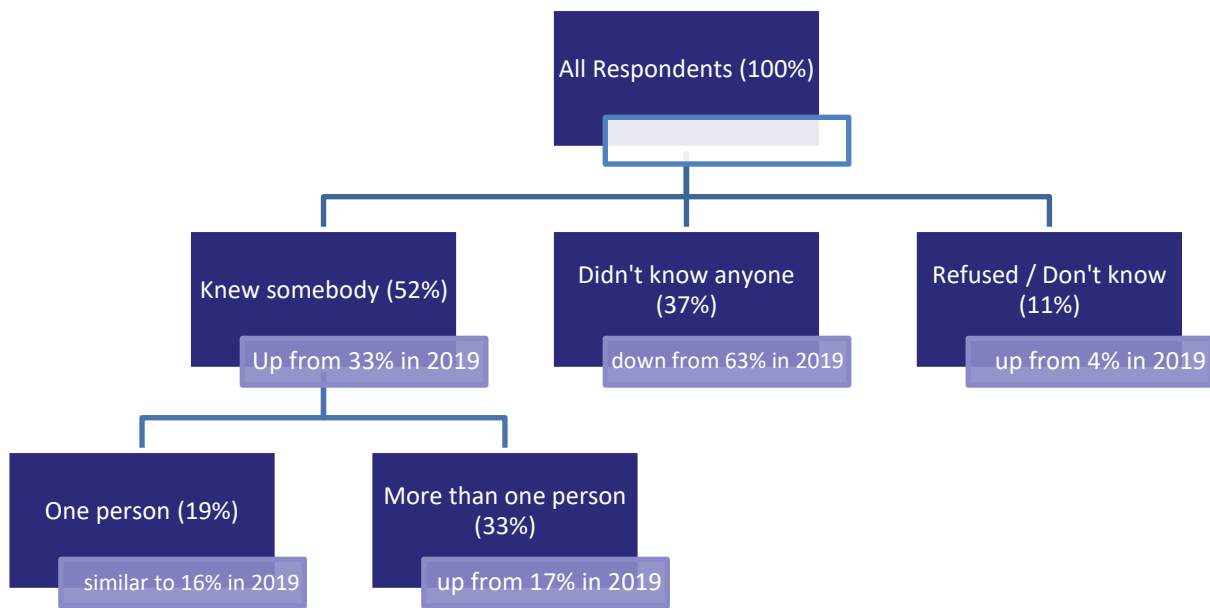 All Respondents (100%)
Knew somebody (52%)
Up from 33% in 2019
Didn't know anyone
(37%)
down from 63% in 2019
Refused / Don't know
(11%)
up from 4% in 2019
One person (19%)
similar to 16% in 2019
More than one person
(33%)
up from 17% in 2019